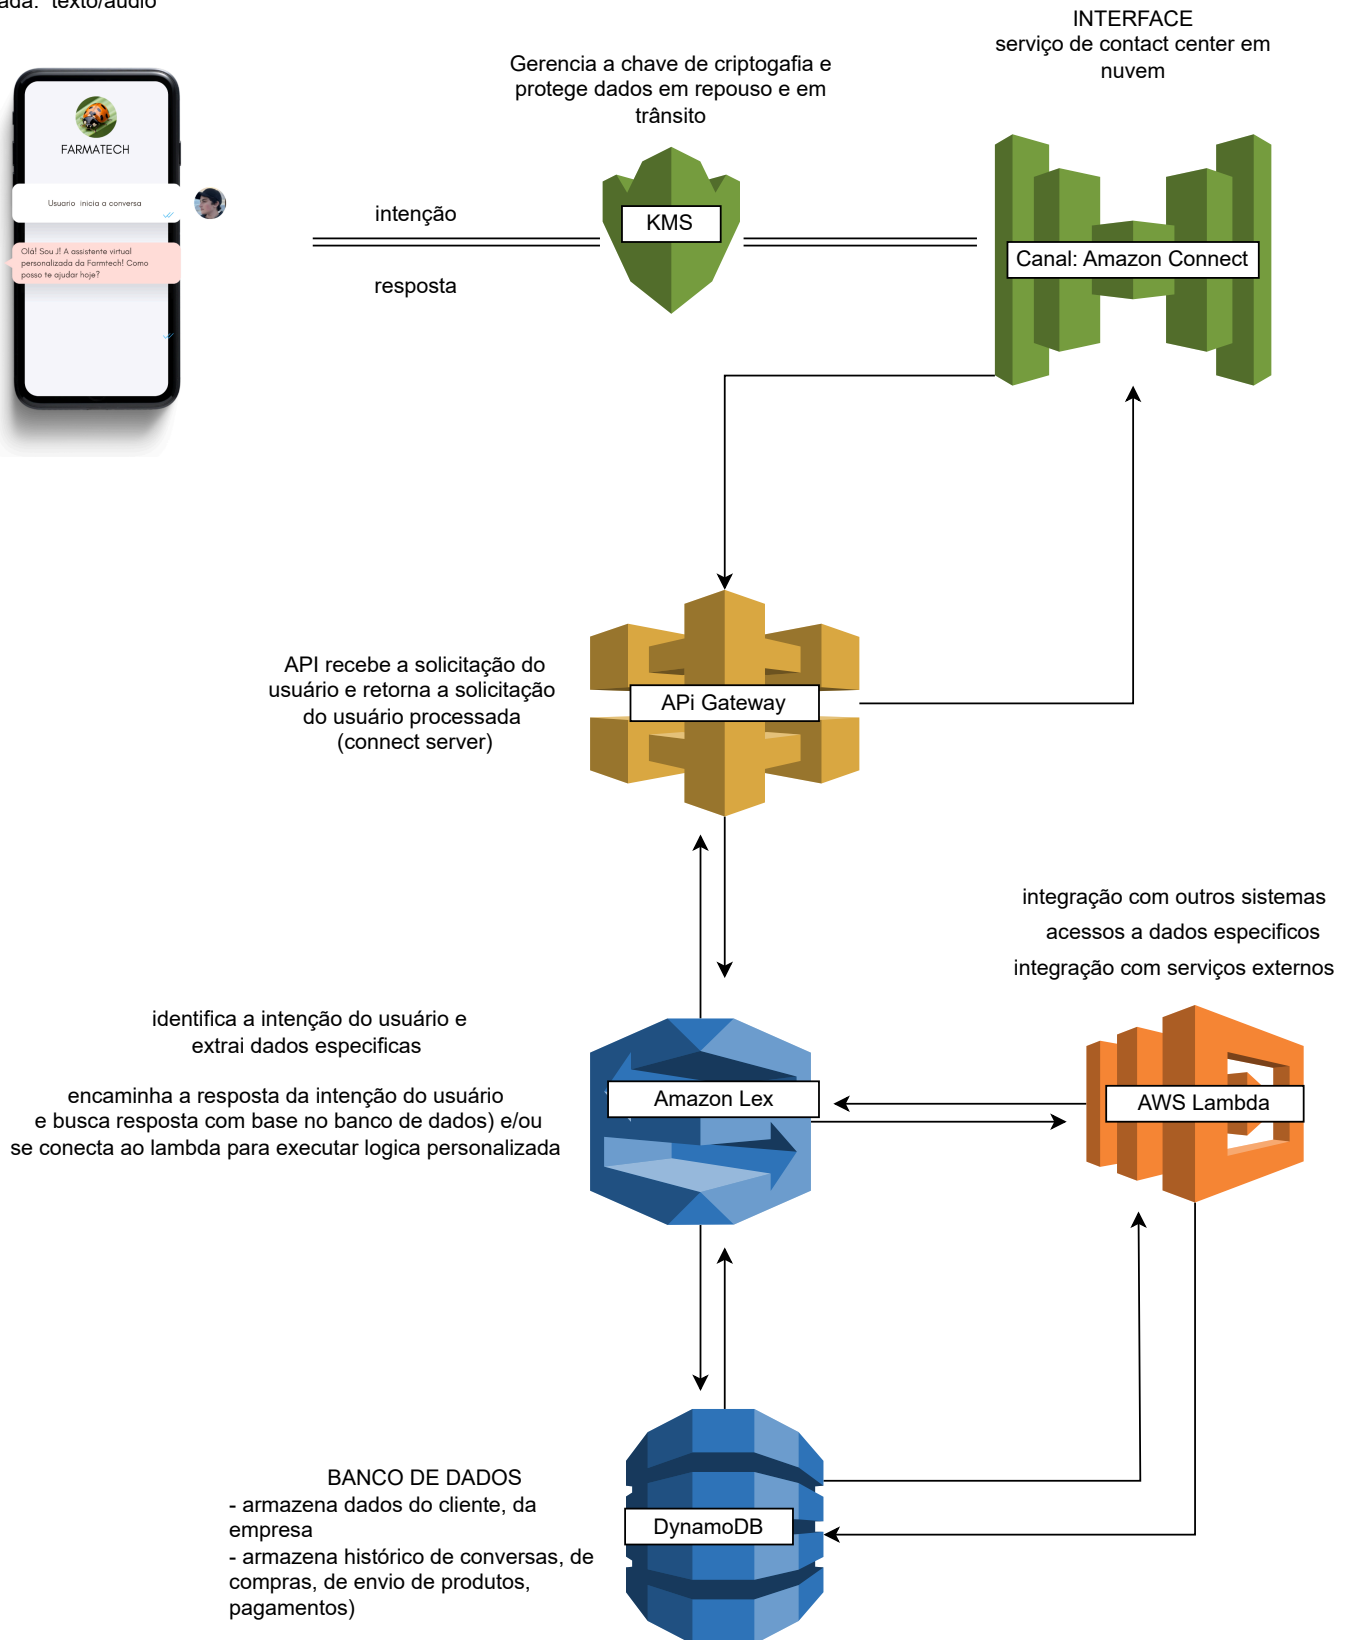 texto/áudio
INTERFACE
serviço de contact center em
nuvem
Gerencia a chave de criptogafia e
protege dados em repouso e em
trânsito
FARMATECH
Usuario inicia a conversa
Olá! Sou J! A assistente virtual
personalizada da Farmtech! Como
posso te ajudar hoje?
intenção
resposta
KMS
Canal: Amazon Connect
API recebe a solicitação do
usuário e retorna a solicitação
do usuário processada
(connect server)
APi Gateway
integração com outros sistemas
acessos a dados especificos
integração com serviços externos
identifica a intenção do usuário e
extrai dados especificas
encaminha a resposta da intenção do usuário
e busca resposta com base no banco de dados) e/ou
se conecta ao lambda para executar logica personalizada
Amazon Lex
AWS Lambda
BANCO DE DADOS
- armazena dados do cliente, da
empresa
- armazena histórico de conversas, de
compras, de envio de produtos,
pagamentos)
DynamoDB